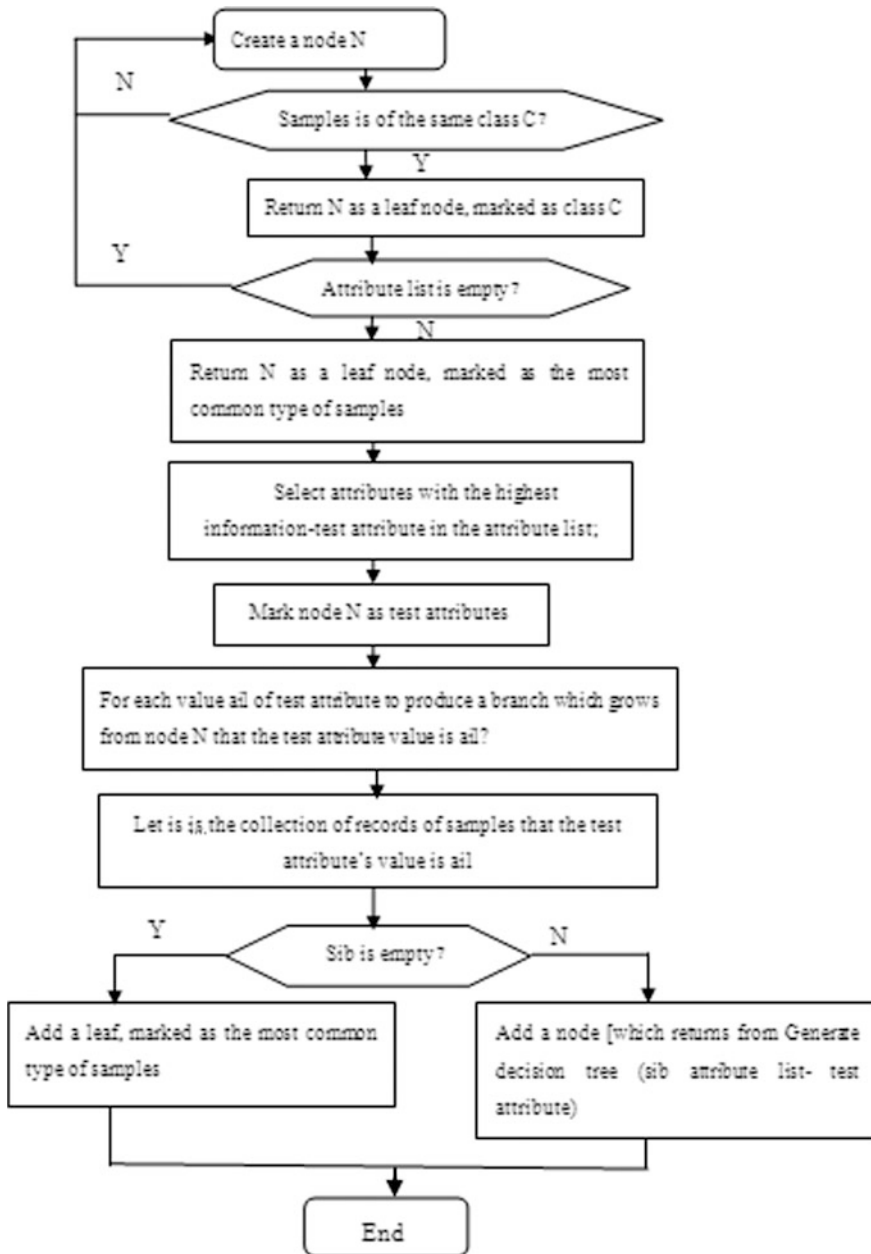 Create a node N
N
Samples is of the same class C?
Y
Return N as a leaf node, marked as class C
Y
Attribute list is empty?
N
Return N as a leaf node, marked as the most
common type of samples
Select attributes with the highest
information-test attribute in the attribute list;
Mark node N as test attributes
For each value ail of test attribute to produce a branch which grows
from node N that the test attribute value is ail?
Let is the collection of records of samples that the test
attribute's value is ail
Y
Sib is empty?
N
Add a leaf, marked as the most common
type of samples
Add a node [which returns from Generate
decision tree (sib attribute list- test
attribute)
End